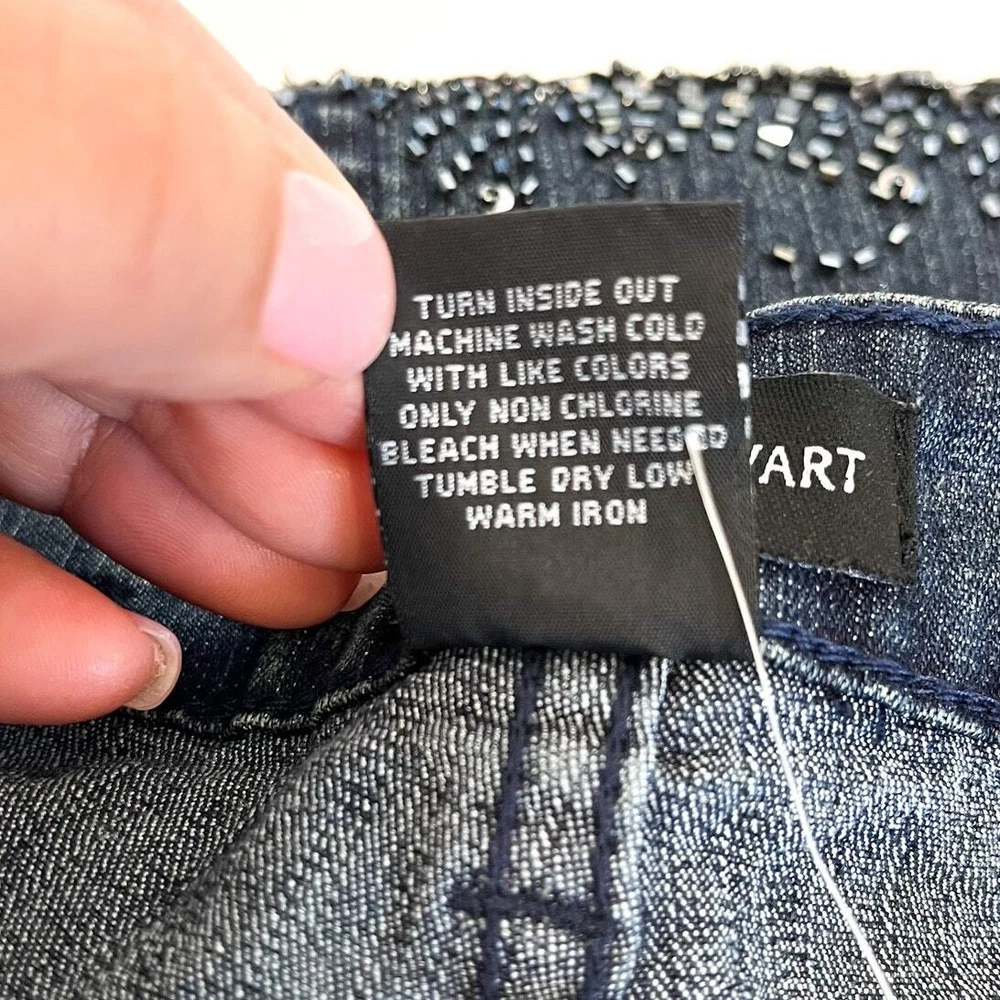 TURN INSIDE OUT
MACHINE WASH COLD
WITH LIKE COLORS
ONLY NON CHLORINE
BLEACH WHEN NEEDED
TUMBLE DRY LOW
WARM IRON